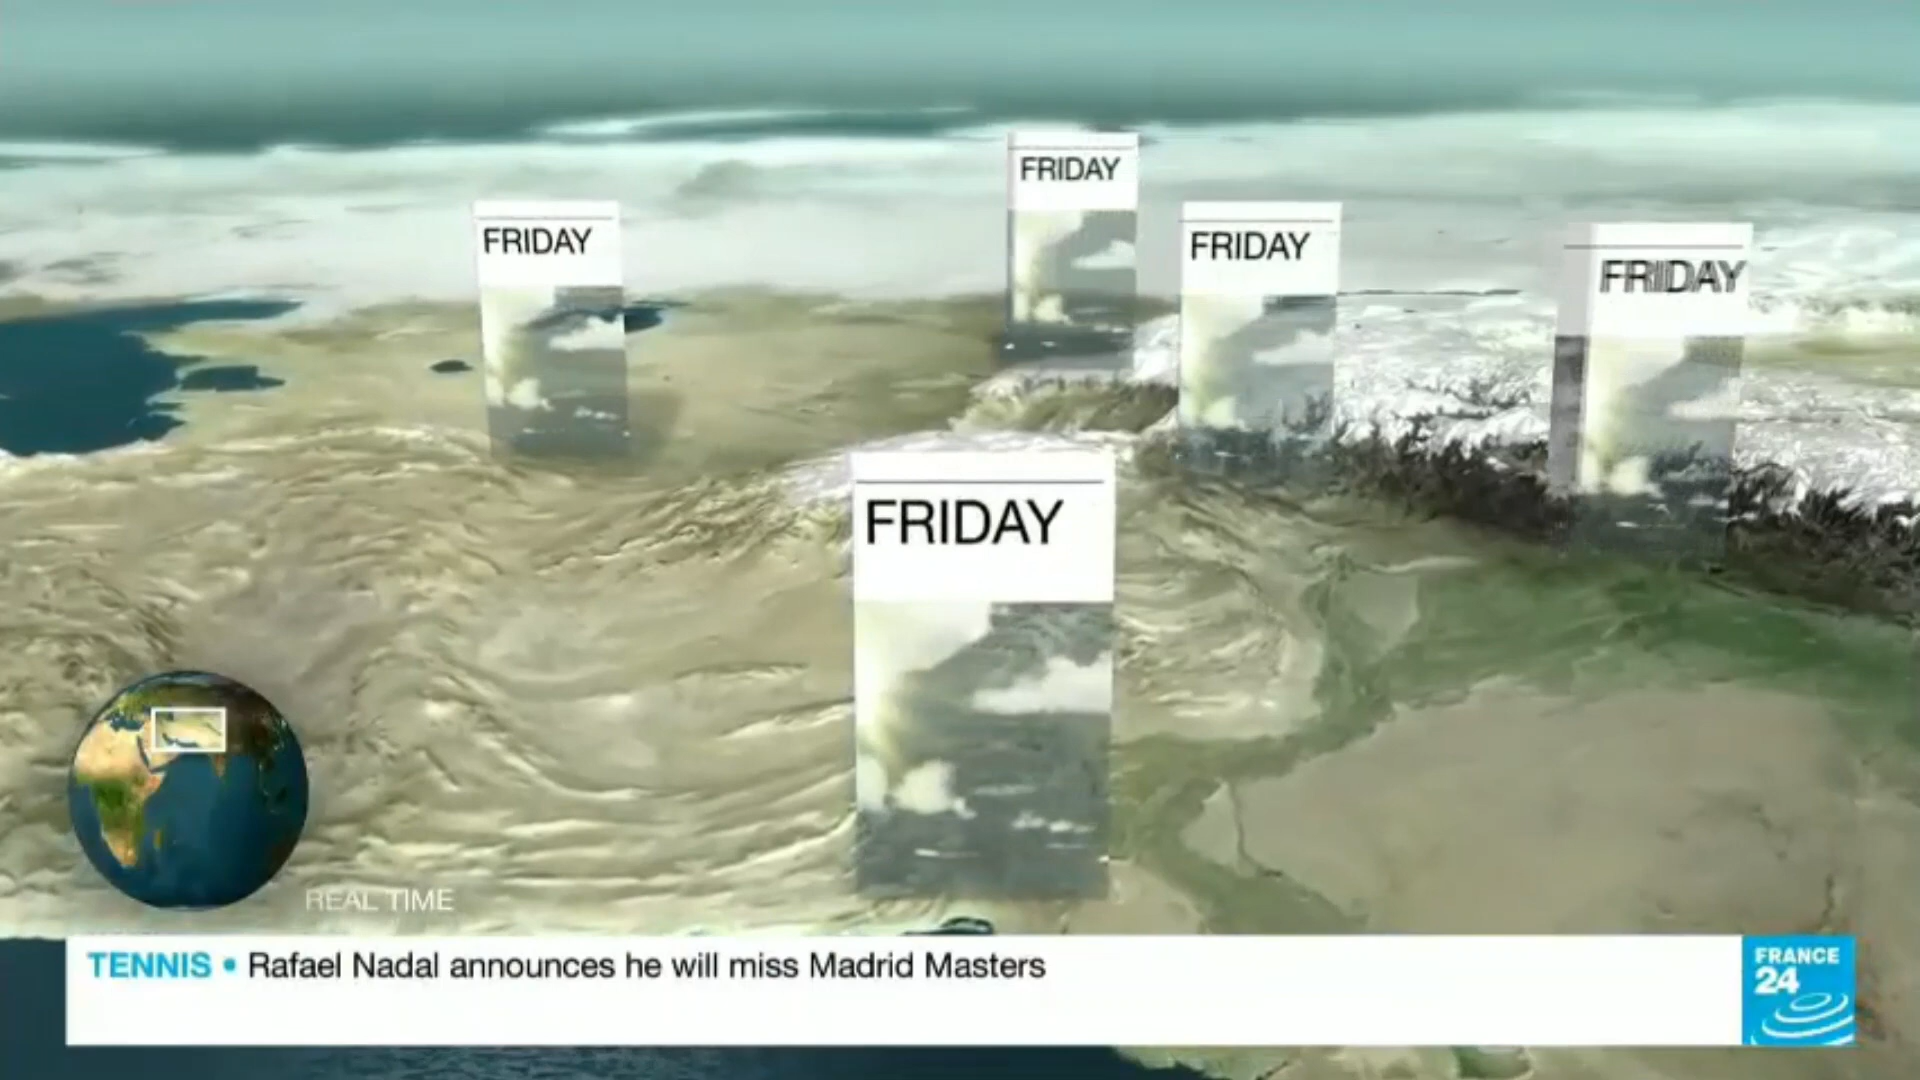 FRIDAY
FRIDAY
FRIDAY
FRIDAY
FRIDAY
REAL TIME
TENNIS • Rafael Nadal announces he will miss Madrid Masters
FRANCE
24